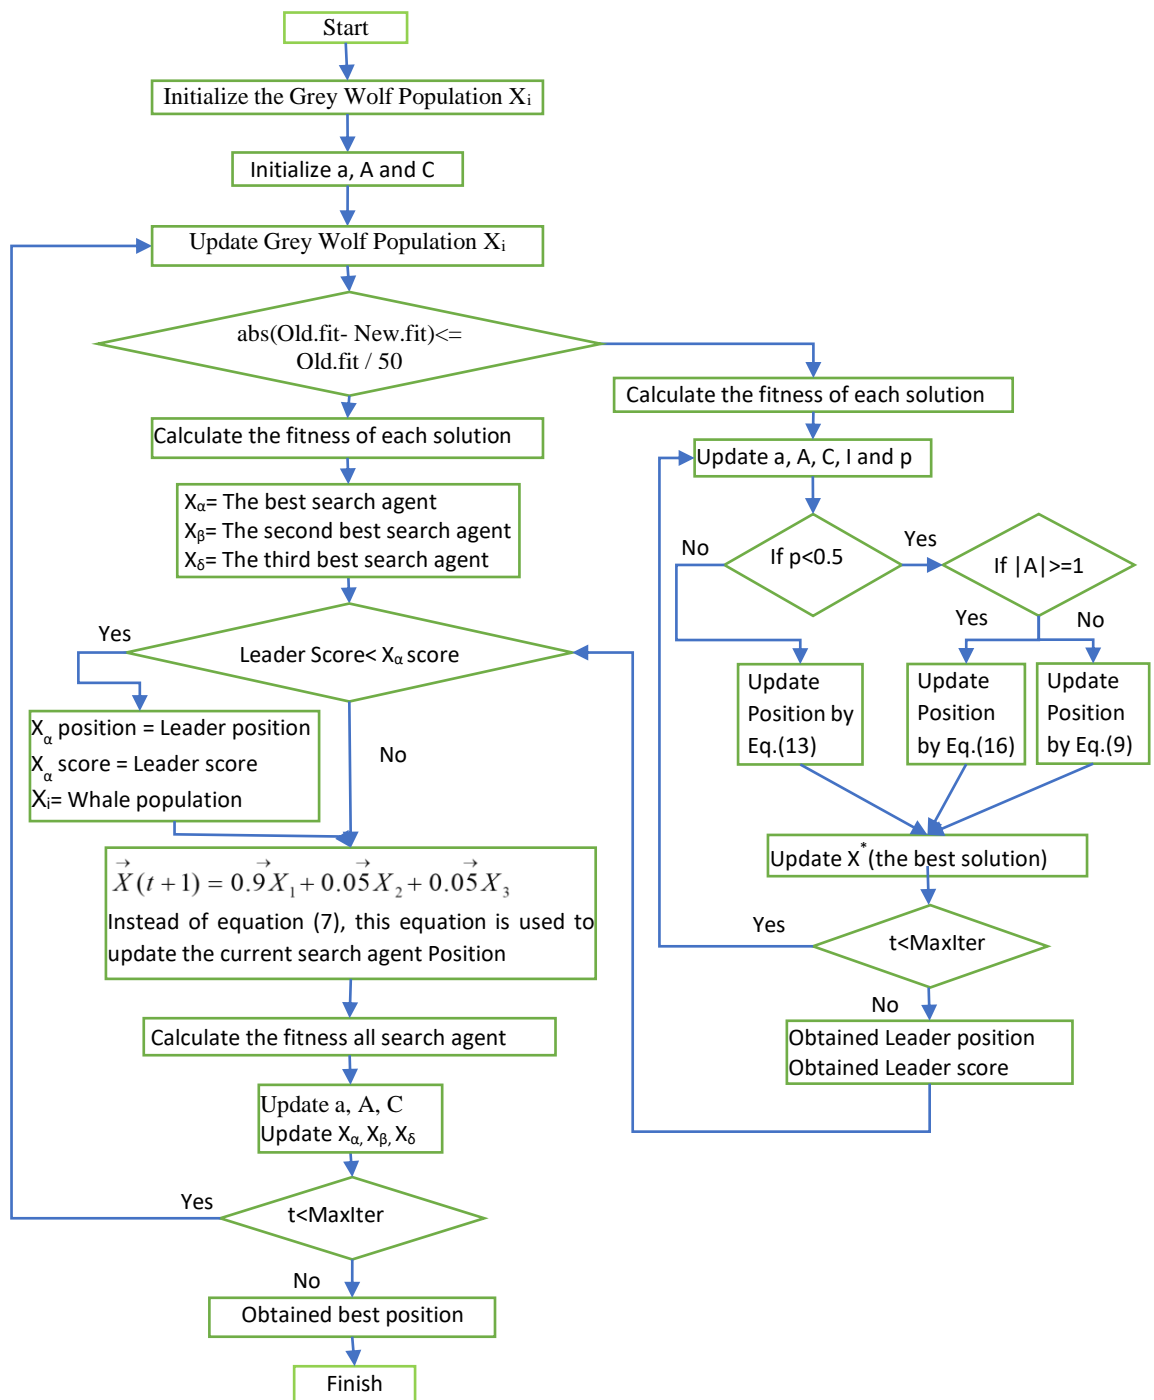 Start
Initialize the Grey Wolf Population Xi
Initialize a, A and C
Update Grey Wolf Population Xi
abs(Old.fit- New.fit)<=
Old.fit / 50
Calculate the fitness of each solution
Xα= The best search agent
Xβ= The second best search agent
Xδ= The third best search agent
Leader Score< Xα score
Yes
No
Xα position = Leader position
Xα score = Leader score
Xi= Whale population
X(t+1) = 0.9X1 + 0.05X2 + 0.05X3
Instead of equation (7), this equation is used to
update the current search agent Position
Calculate the fitness all search agent
Update a, A, C
Update Xα, Xβ, Xδ
Yes
t<MaxIter
No
Obtained best position
Finish
Calculate the fitness of each solution
Update a, A, C, I and p
No
If p<0.5
Yes
If |A|>=1
Yes
No
Update
Position by
Eq.(13)
Update
Position
by Eq.(16)
Update
Position
by Eq.(9)
Update X*(the best solution)
Yes
t<MaxIter
No
Obtained Leader position
Obtained Leader score